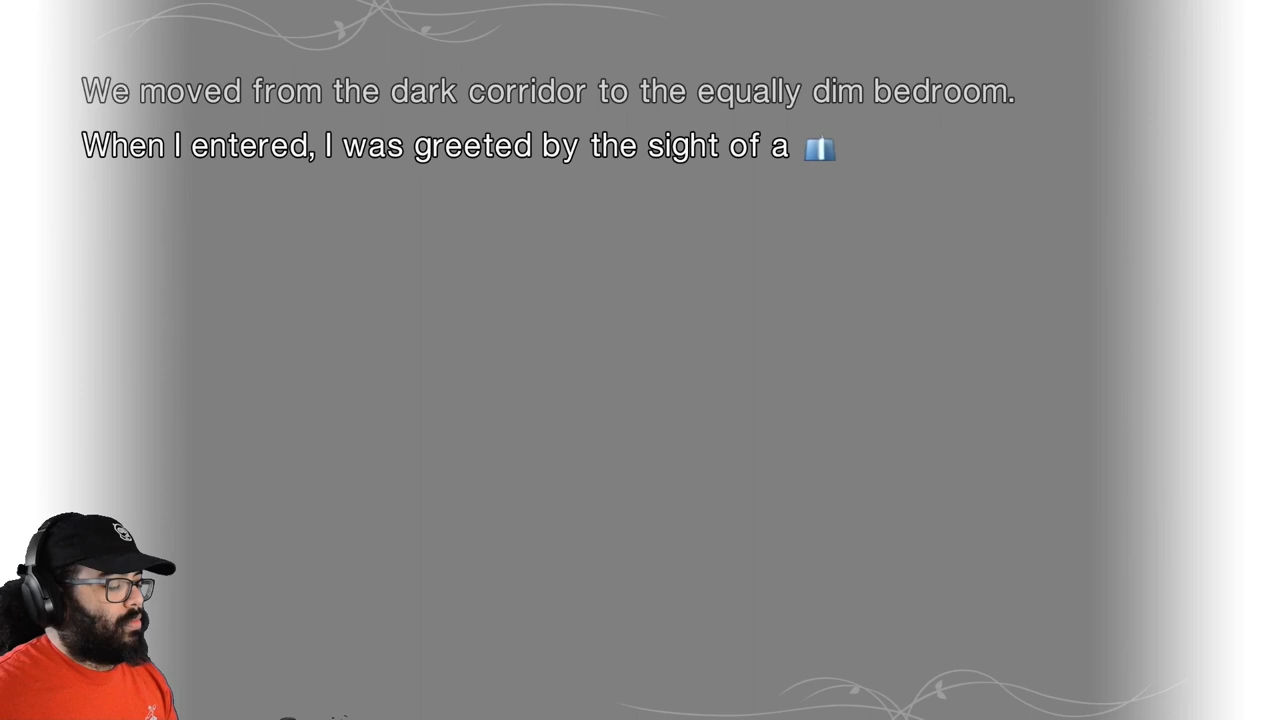 We moved from the dark corridor to the equally dim bedroom.
When I entered, I was greeted by the sight of a